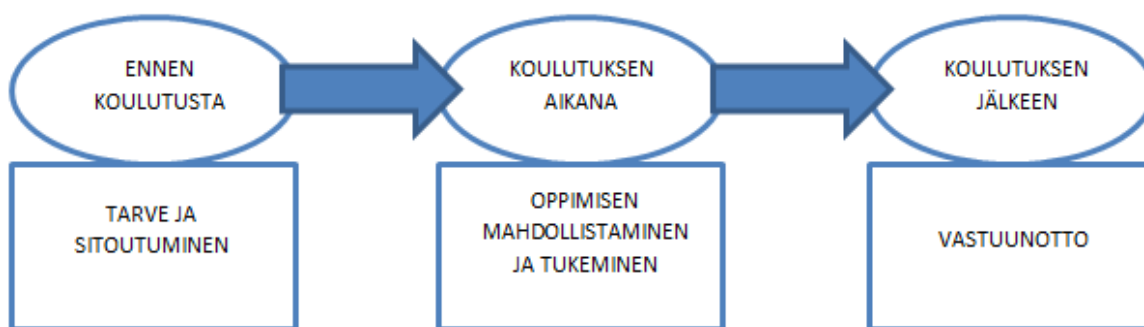 ENNEN
KOULUTUSTA
KOULUTUKSEN
AIKANA
KOULUTUKSEN
JÄLKEEN
TARVE JA
SITOUTUMINEN
OPPIMISEN
MAHDOLLISTAMINEN
JA TUKEMINEN
VASTUUNOTTO